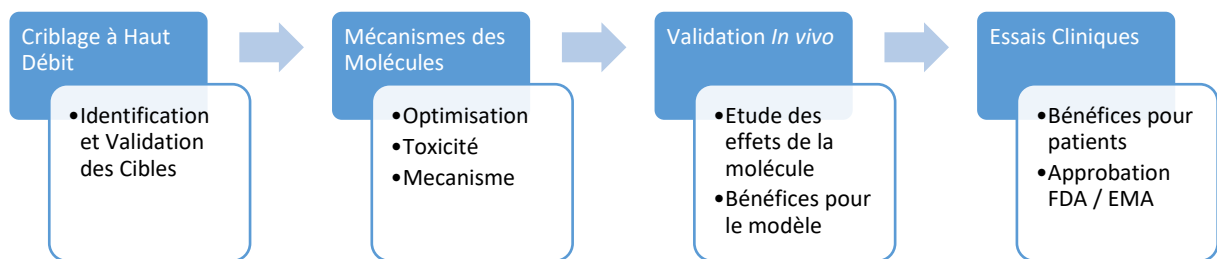 Criblage à Haut
Débit
•Identification
et Validation
des Cibles
Mécanismes des
Molécules
•Optimisation
•Toxicité
•Mecanisme
Validation In vivo
•Etude des
effets de la
molécule
•Bénéfices pour
le modèle
Essais Cliniques
•Bénéfices pour
patients
•Approbation
FDA / EMA